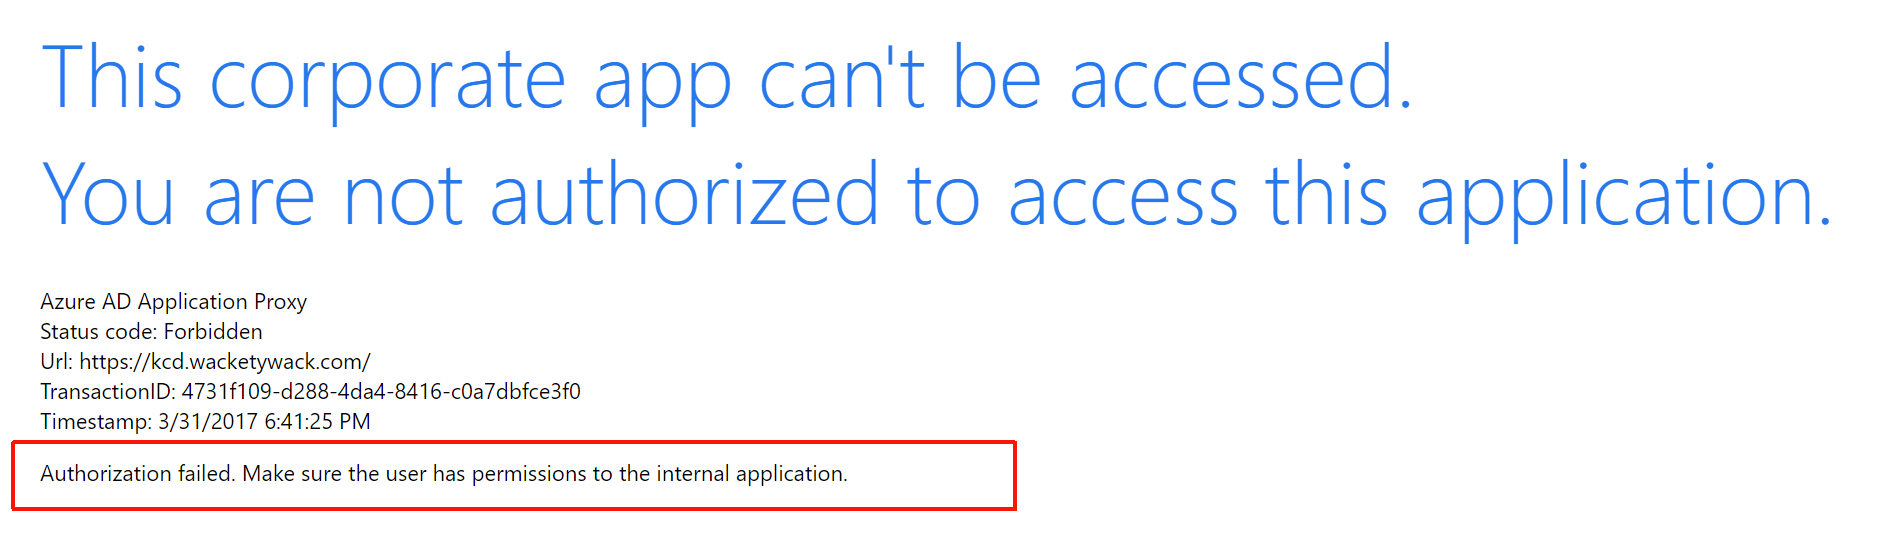 This corporate app can't be accessed.
You are not authorized to access this application.
Azure AD Application Proxy
Status code: Forbidden
Url: https://kcd.wacketywack.com/
TransactionID: 4731f109-d288-4da4-8416-c0a7dbfce3f0
Timestamp: 3/31/2017 6:41:25 PM
Authorization failed. Make sure the user has permissions to the internal application.